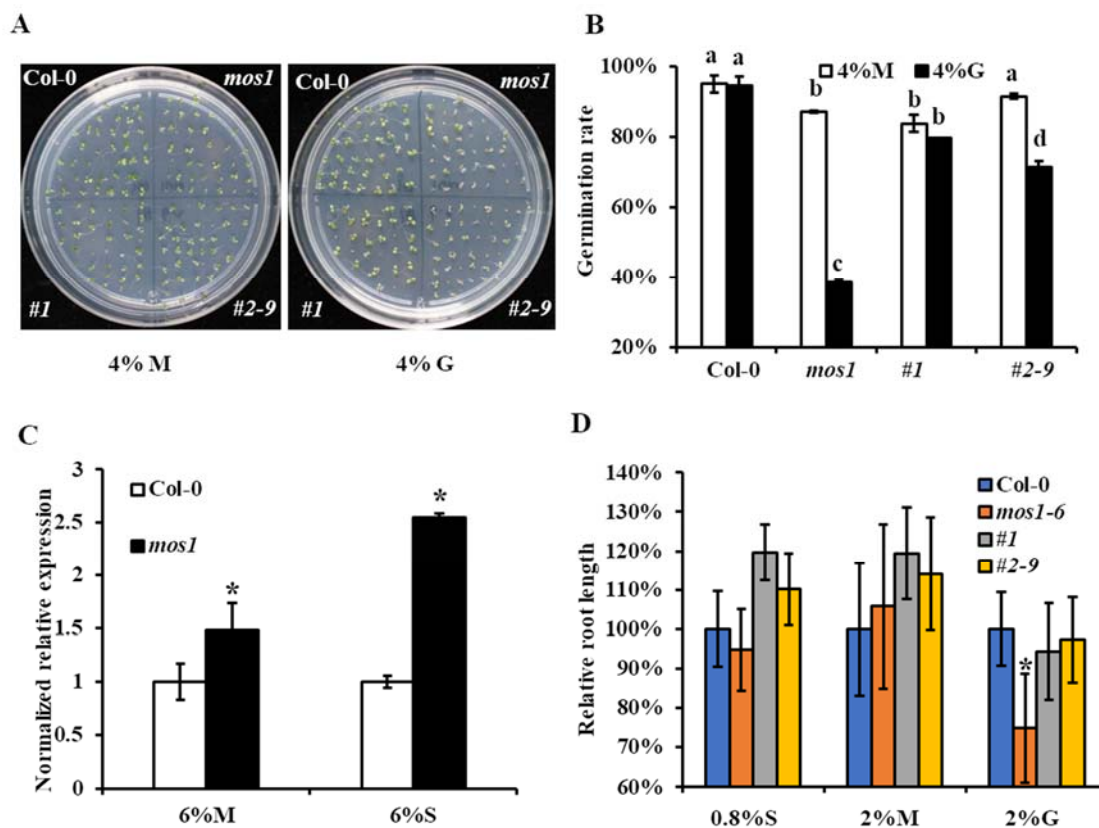 A
Col-0 mos1 Col-0 mos1
#1 #2-9 #1 #2-9
4% M 4% G
B
4%M 4%G
a a b c b b a d
Germination rate
100%
80%
60%
40%
20%
Col-0 mos1 #1 #2-9
C
Col-0
mos1
* *
Normalized relative expression
3
2.5
2
1.5
1
0.5
0
6%M 6%S
D
Col-0
mos1-6
#1
#2-9
*
Relative root length
140%
130%
120%
110%
100%
90%
80%
70%
60%
0.8%S 2%M 2%G